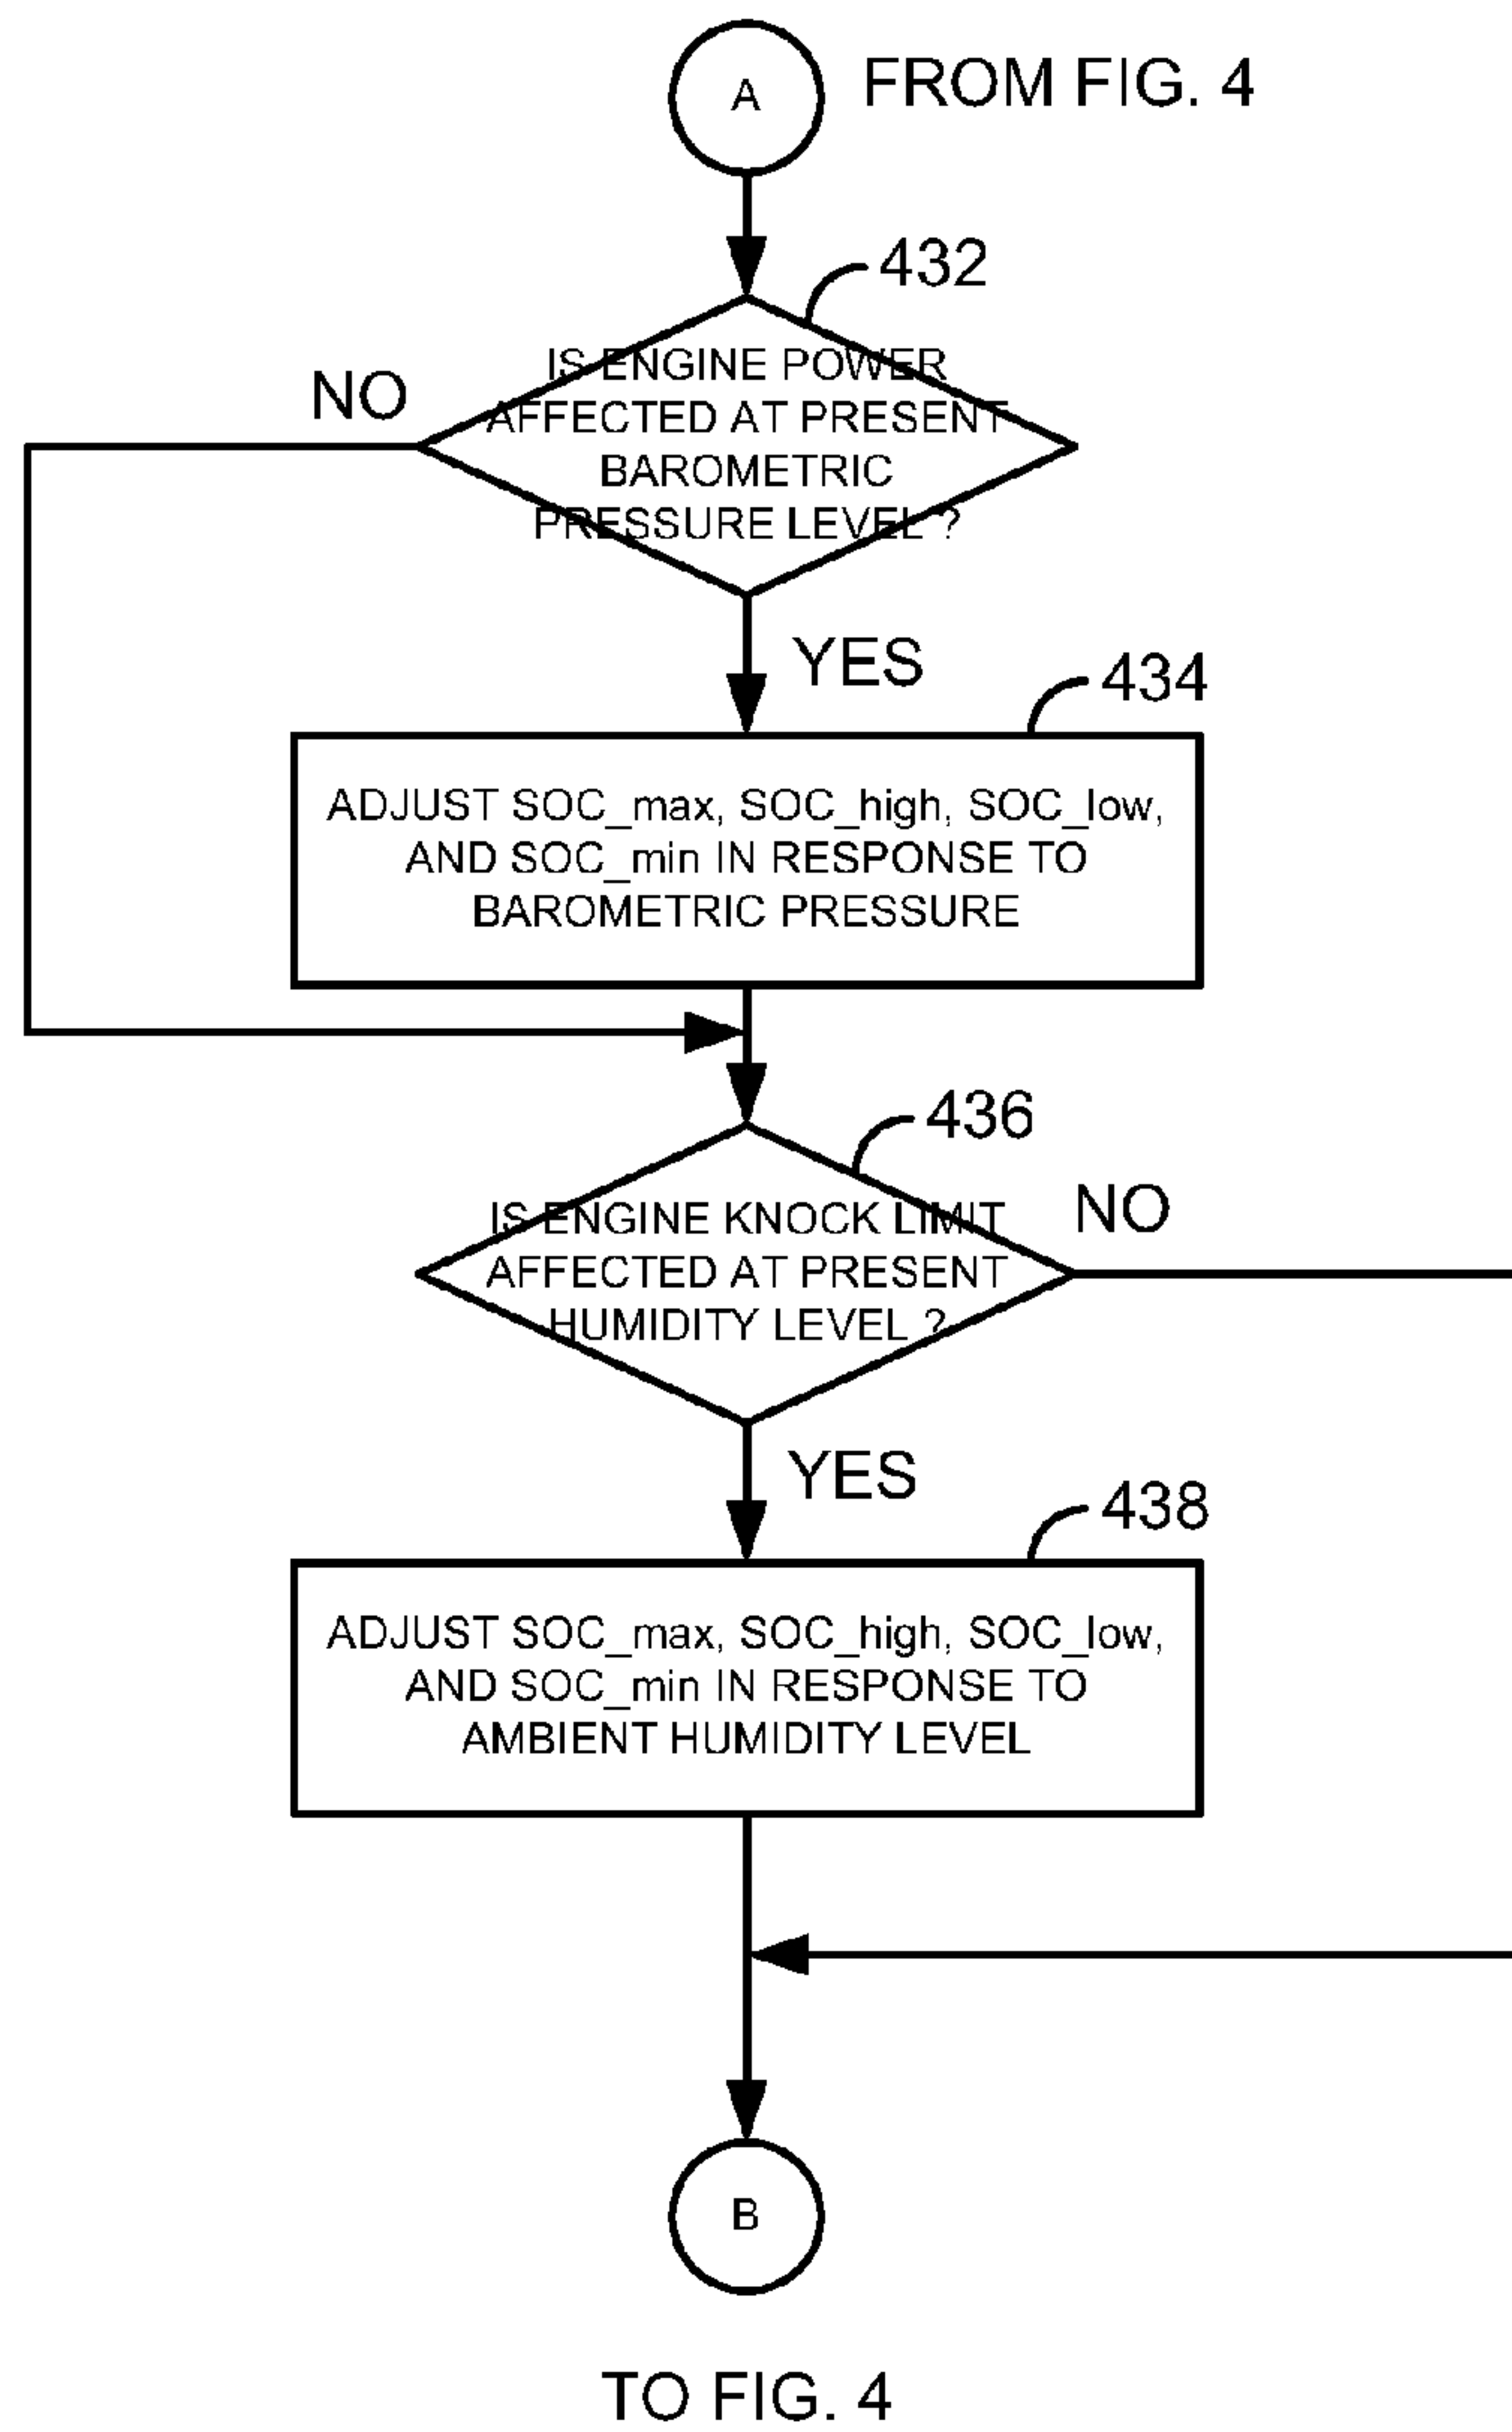 A
FROM FIG. 4
432
IS ENGINE POWER
AFFECTED AT PRESENT
BAROMETRIC
PRESSURE LEVEL ?
NO
YES
434
ADJUST SOC_max, SOC_high, SOC_low,
AND SOC_min IN RESPONSE TO
BAROMETRIC PRESSURE
436
IS ENGINE KNOCK LIMIT
AFFECTED AT PRESENT
HUMIDITY LEVEL ?
NO
YES
438
ADJUST SOC_max, SOC_high, SOC_low,
AND SOC_min IN RESPONSE TO
AMBIENT HUMIDITY LEVEL
B
TO FIG. 4